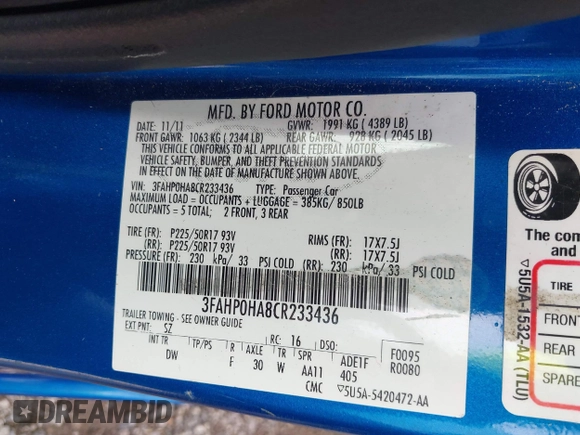 MFD. BY FORD MOTOR CO.
DATE: 11/11 GVWR: 1991 KG ( 4389 LB)
FRONT GAWR: 1063 KG ( 2344 LB) REAR GAWR: 928 KG ( 2045 LB)
THIS VEHICLE CONFORMS TO ALL APPLICABLE FEDERAL MOTOR
VEHICLE SAFETY, BUMPER, AND THEFT PREVENTION STANDARDS
IN EFFECT ON THE DATE OF MANUFACTURE SHOWN ABOVE.
VIN: 3FAHP0HA8CR233436 TYPE: Passenger Car
MAXIMUM LOAD = OCCUPANTS + LUGGAGE = 385KG/ 850LB
OCCUPANTS = 5 TOTAL: 2 FRONT, 3 REAR
TIRE (FR): P225/50R17 93V RIMS (FR): 17X7.5J
(RR): P225/50R17 93V (RR): 17X7.5J
PRESSURE (FR): 230 kPa/ 33 PSI COLD (RR): 230 kPa/ 33 PSI COLD
3FAHP0HA8CR233436
TRAILER TOWING - SEE OWNER GUIDE
EXT PNT: SZ RC: 16 DSO: F0095
R0080
INT TR TP/PS R AXLE TR SPR ADE1F
DW F 30 W AA11 405
CMC ▽5U5A-5420472-AA
The com
and
▽5U5A-1532-AA (TLU)
TIRE
FRONT
REAR
SPARE
DREAMBID